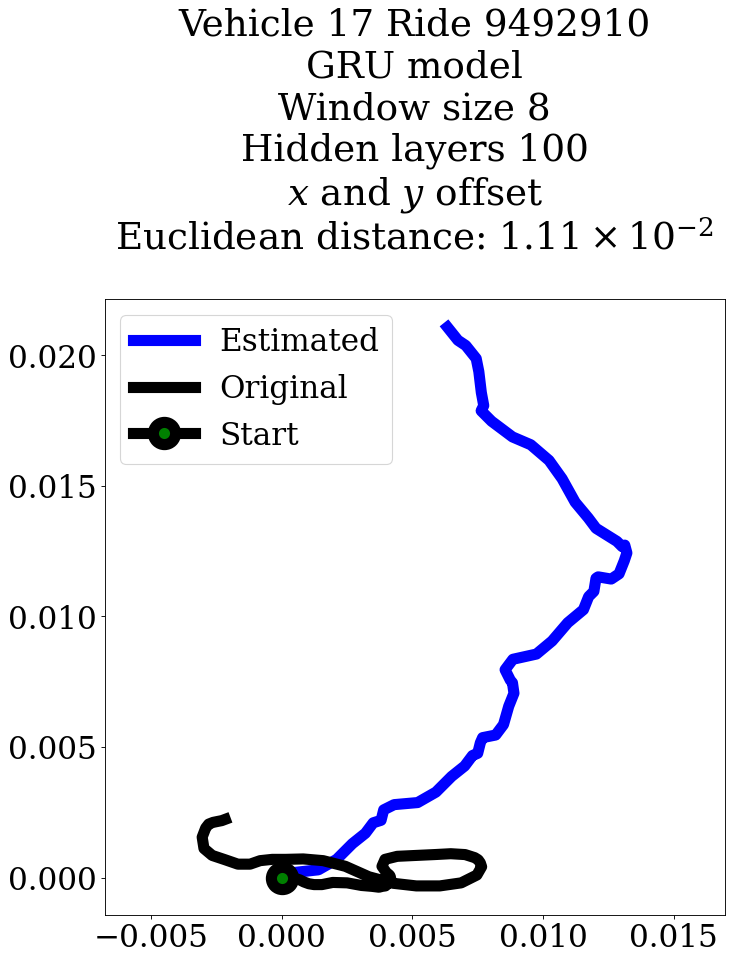 Vehicle 17 Ride 9492910
GRU model
Window size 8
Hidden layers 100
x and y offset
Euclidean distance: 1.11 × 10⁻²
Estimated
Original
Start
0.020
0.015
0.010
0.005
0.000
−0.005 0.000 0.005 0.010 0.015